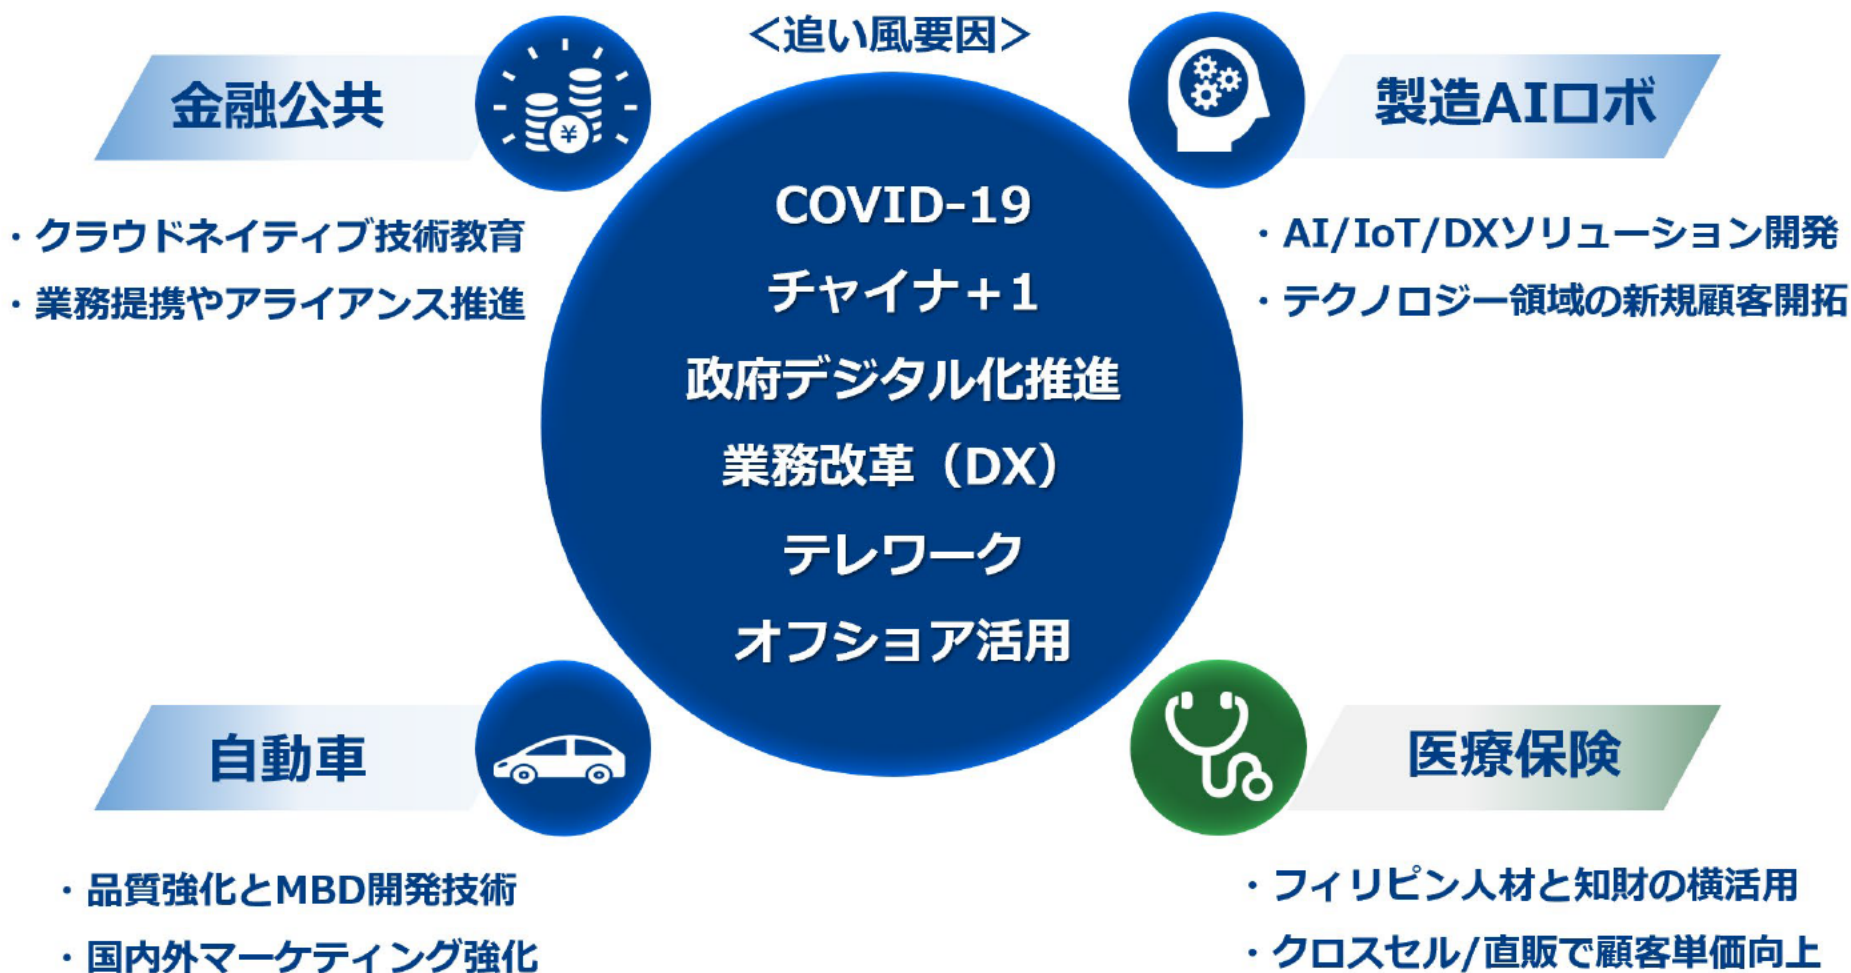 ＜追い風要因＞
金融公共
・クラウドネイティブ技術教育
・業務提携やアライアンス推進
製造AIロボ
・AI/IoT/DXソリューション開発
・テクノロジー領域の新規顧客開拓
COVID-19
チャイナ＋1
政府デジタル化推進
業務改革（DX）
テレワーク
オフショア活用
自動車
・品質強化とMBD開発技術
・国内外マーケティング強化
医療保険
・フィリピン人材と知財の横活用
・クロスセル/直販で顧客単価向上
¥